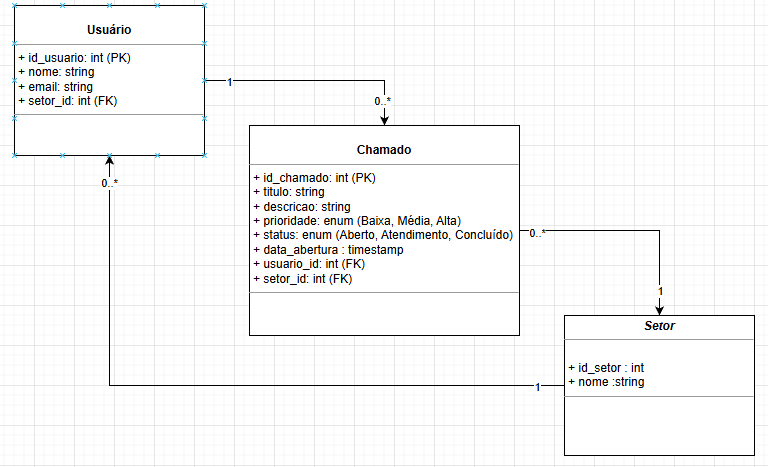 Usuário
+ id_usuario: int (PK)
+ nome: string
+ email: string
+ setor_id: int (FK)
1
0..*
Chamado
+ id_chamado: int (PK)
+ titulo: string
+ descricao: string
+ prioridade: enum (Baixa, Média, Alta)
+ status: enum (Aberto, Atendimento, Concluído)
+ data_abertura : timestamp
+ usuario_id: int (FK)
+ setor_id: int (FK)
0..*
0..*
1
Setor
+ id_setor : int
+ nome :string
1